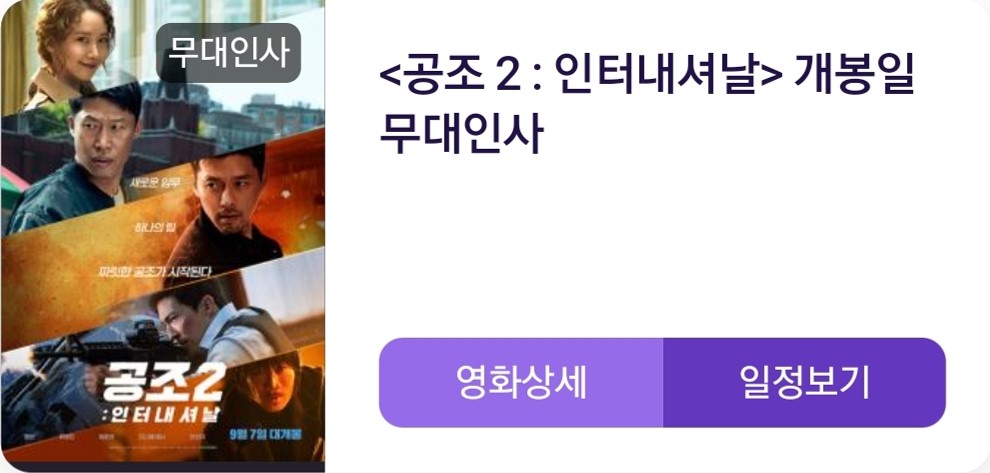 무대인사
<공조 2 : 인터내셔날> 개봉일
무대인사
새로운 임무
하나의 팀
짜릿한 공조가 시작된다
공조2
:인터내셔날
9월 7일 대개봉
영화상세
일정보기